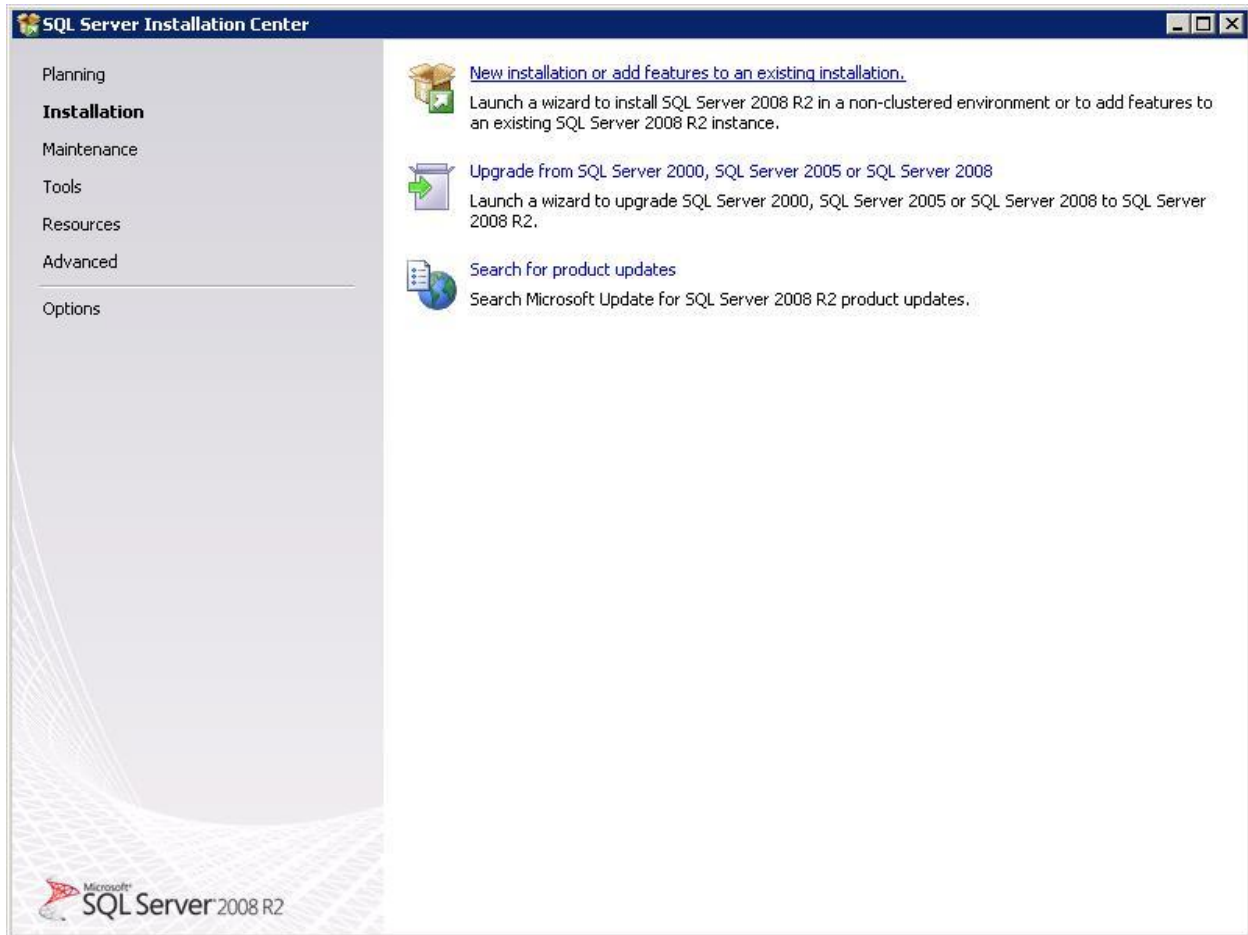 SQL Server Installation Center
Planning
Installation
Maintenance
Tools
Resources
Advanced
Options
New installation or add features to an existing installation.
Launch a wizard to install SQL Server 2008 R2 in a non-clustered environment or to add features to
an existing SQL Server 2008 R2 instance.
Upgrade from SQL Server 2000, SQL Server 2005 or SQL Server 2008
Launch a wizard to upgrade SQL Server 2000, SQL Server 2005 or SQL Server 2008 to SQL Server
2008 R2.
Search for product updates
Search Microsoft Update for SQL Server 2008 R2 product updates.
Microsoft
SQL Server 2008 R2